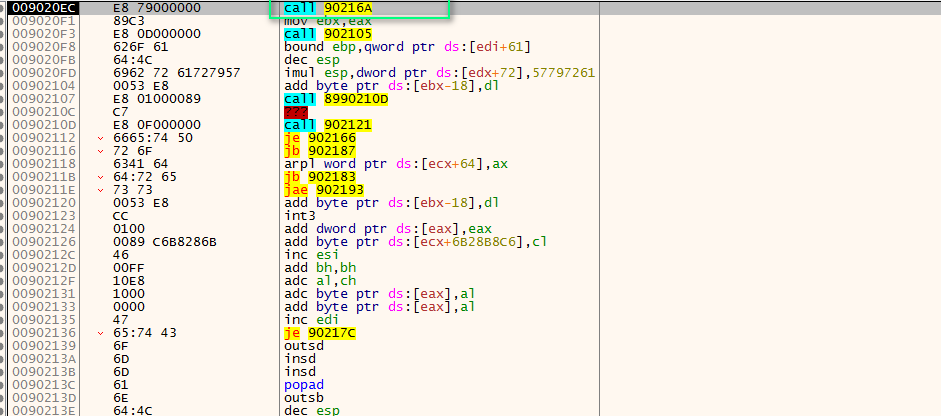 009020EC E8 79000000 call 90216A
009020F1 89C3 mov ebx,eax
009020F3 E8 0D000000 call 902105
009020F8 626F 61 bound ebp,qword ptr ds:[edi+61]
009020FB 64:4C dec esp
009020FD 6962 72 61727957 imul esp,dword ptr ds:[edx+72],57797261
00902104 0053 E8 add byte ptr ds:[ebx-18],dl
00902107 E8 01000089 call 8990210D
0090210C C7 ???
0090210D E8 0F000000 call 902121
00902112 6665:74 50 je 902166
00902116 72 6F jb 902187
00902118 6341 64 arpl word ptr ds:[ecx+64],ax
0090211B 64:72 65 jb 902183
0090211E 73 73 jae 902193
00902120 0053 E8 add byte ptr ds:[ebx-18],dl
00902123 CC int3
00902124 0100 add dword ptr ds:[eax],eax
00902126 0089 C6B8286B add byte ptr ds:[ecx+6B28B8C6],cl
0090212C 46 inc esi
0090212D 00FF add bh,bh
0090212F 10E8 adc al,ch
00902131 1000 adc byte ptr ds:[eax],al
00902133 0000 add byte ptr ds:[eax],al
00902135 47 inc edi
00902136 65:74 43 je 90217C
00902139 6F outsd
0090213A 6D insd
0090213B 6D insd
0090213C 61 popad
0090213D 6E outsb
0090213E 64:4C dec esp